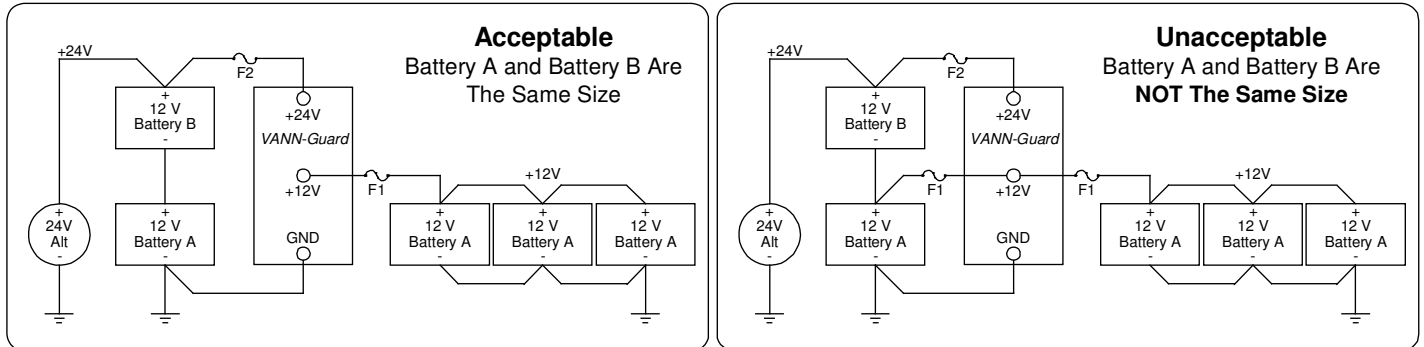 Acceptable
Battery A and Battery B Are
The Same Size
+24V
F2
+
12 V
Battery B
-
+24V
VANN-Guard
+12V
F1
GND
+
24V
Alt
-
+
12 V
Battery A
-
+
12 V
Battery A
-
+12V
+
12 V
Battery A
-
+
12 V
Battery A
-
Unacceptable
Battery A and Battery B Are
NOT The Same Size
+24V
F2
+
12 V
Battery B
-
+24V
VANN-Guard
F1
+12V
F1
GND
+
24V
Alt
-
+
12 V
Battery A
-
+
12 V
Battery A
-
+12V
+
12 V
Battery A
-
+
12 V
Battery A
-